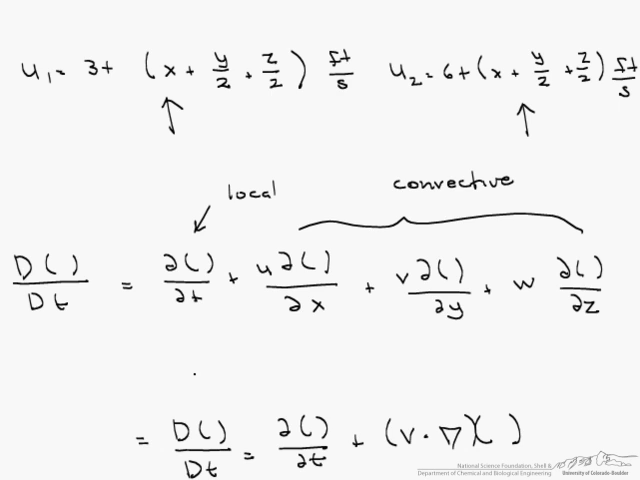 u₁ = 3t (x + y/2 + z/2) ft/s u₂ = 6t (x + y/2 + z/2) ft/s
local convective
D()/Dt = ∂()/∂t + u ∂()/∂x + v ∂()/∂y + w ∂()/∂z
= D()/Dt = ∂()/∂t + (V · ∇)( )
National Science Foundation, Shell &
Department of Chemical and Biological Engineering University of Colorado-Boulder